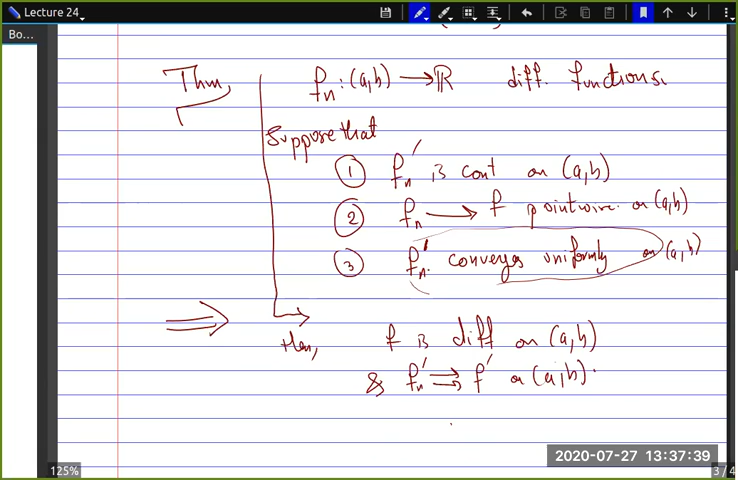 Lecture 24
Bo...
Thm,
fₙ : (a,b) → ℝ diff. functions.
Suppose that
① fₙ′ is cont on (a,b)
② fₙ → f pointwise on (a,b)
③ fₙ′ converges uniformly on (a,b)
⇒
then, f is diff on (a,b)
& fₙ′ ⇉ f′ on (a,b).
2020-07-27 13:37:39
125%
3/4